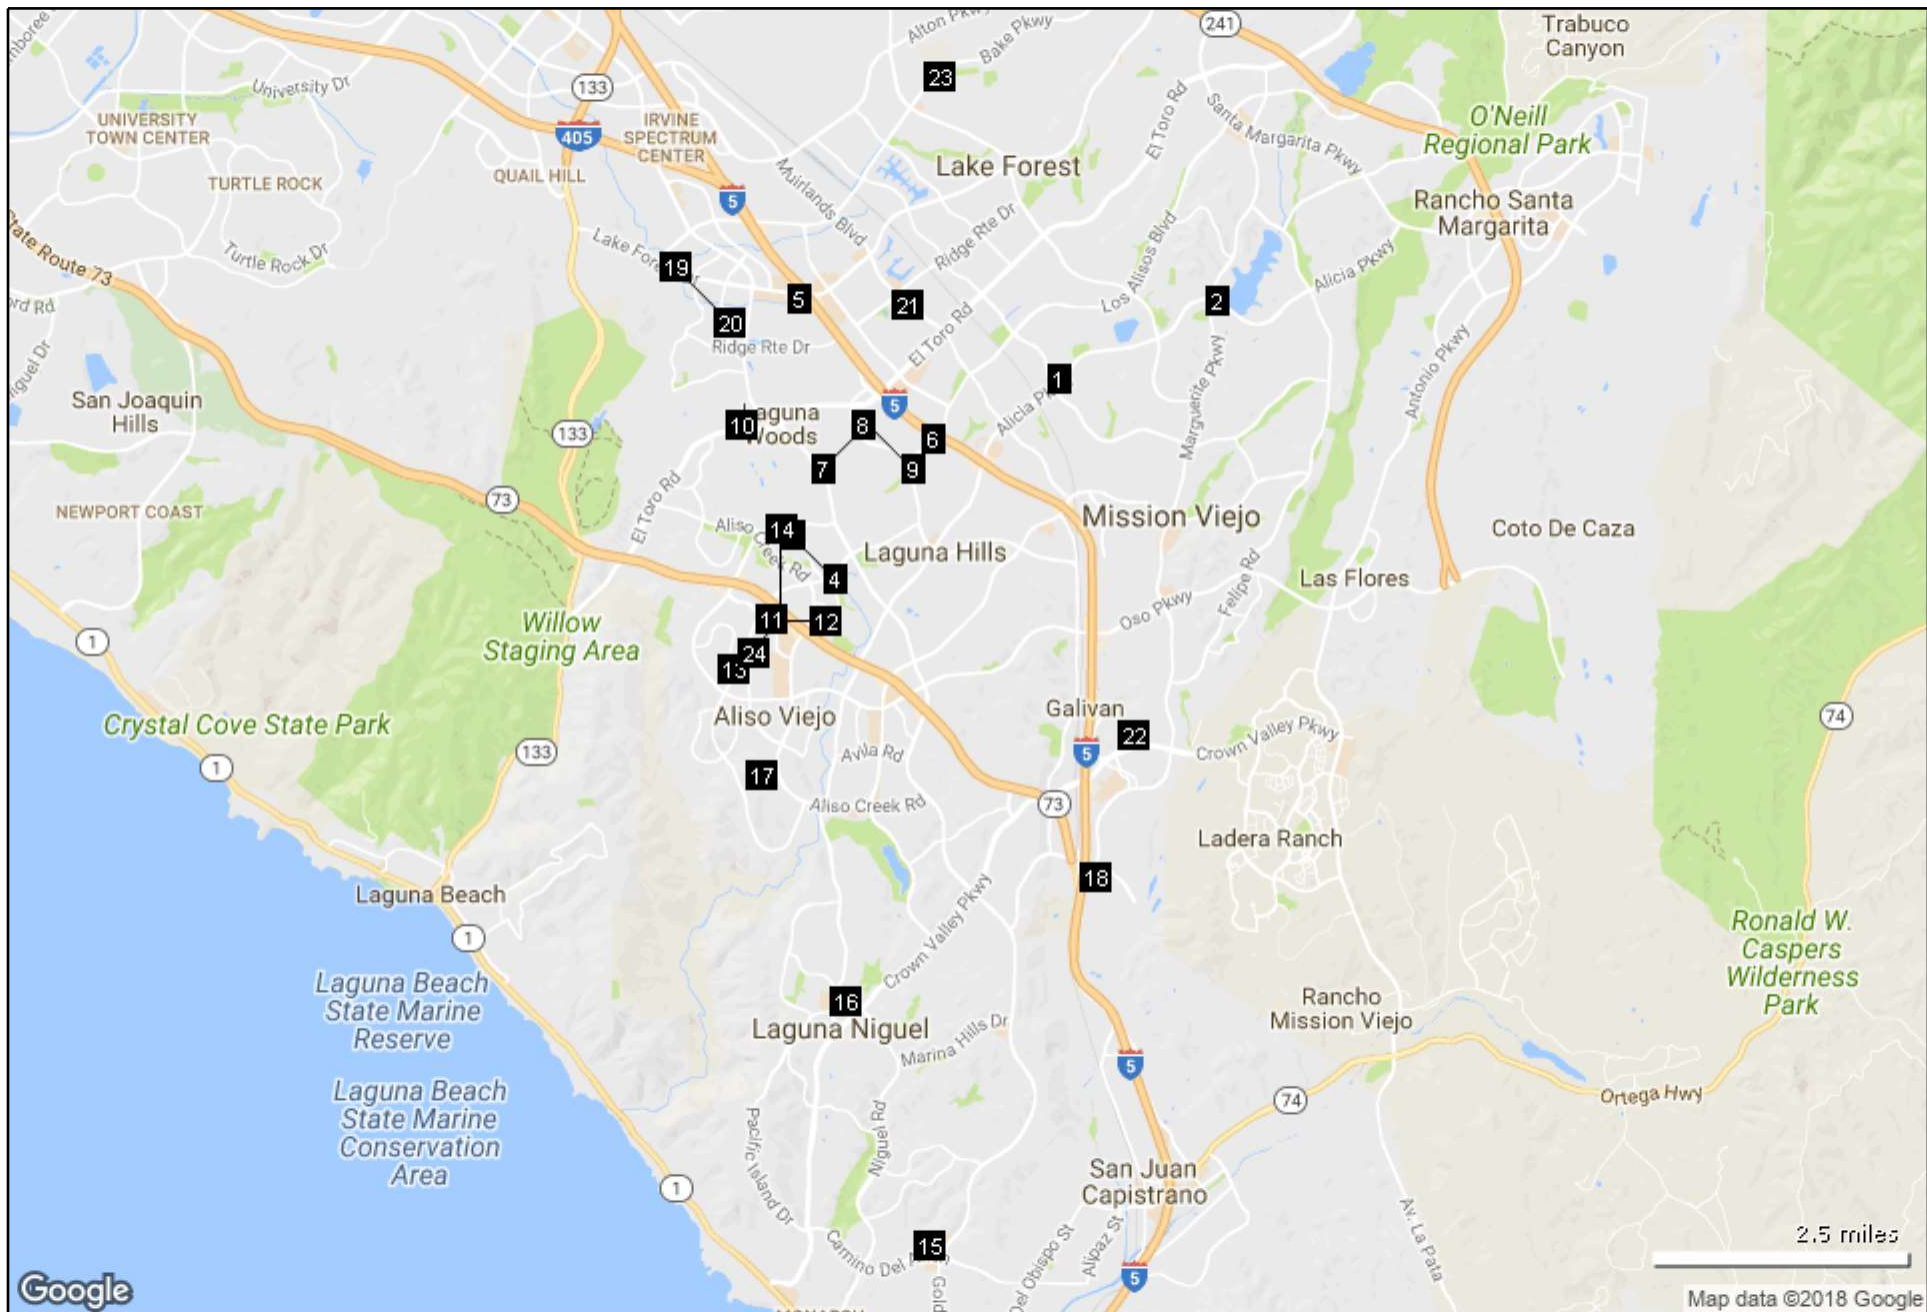 Alton Pkwy
Bake Pkwy
241
Trabuco
Canyon
23
University Dr
133
UNIVERSITY
TOWN CENTER
405
IRVINE
SPECTRUM
CENTER
El Toro Rd
Santa Margarita Pkwy
O'Neill
Regional Park
Lake Forest
TURTLE ROCK
QUAIL HILL
Muirlands Blvd
5
Rancho Santa
Margarita
State Route 73
Turtle Rock Dr
Lake Forest Dr
19
Ridge Rte Dr
Los Alisos Blvd
Alicia Pkwy
5
21
2
20
Ridge Rte Dr
El Toro Rd
Marguerite Pkwy
Antonio Pkwy
San Joaquin
Hills
1
Alicia
5
133
10
Laguna
Woods
8
6
7
9
73
NEWPORT COAST
El Toro Rd
Aliso Creek Rd
14
Mission Viejo
Coto De Caza
Laguna Hills
4
Las Flores
Felipe Rd
Oso Pkwy
1
Willow
Staging Area
11
12
24
13
Crystal Cove State Park
Aliso Viejo
Galivan
22
5
Crown Valley Pkwy
74
133
1
Avila Rd
17
Aliso Creek Rd
73
Ladera Ranch
18
Laguna Beach
1
Crown Valley Pkwy
Ronald W.
Caspers
Wilderness
Park
Laguna Beach
State Marine
Reserve
16
Laguna Niguel
Marina Hills Dr
Rancho
Mission Viejo
5
74
Ortega Hwy
Laguna Beach
State Marine
Conservation
Area
Pacific Island Dr
Niguel Rd
1
San Juan
Capistrano
Av. La Pata
15
Camino Del
Del Obispo St
Alipaz St
5
2.5 miles
Google
Map data ©2018 Google